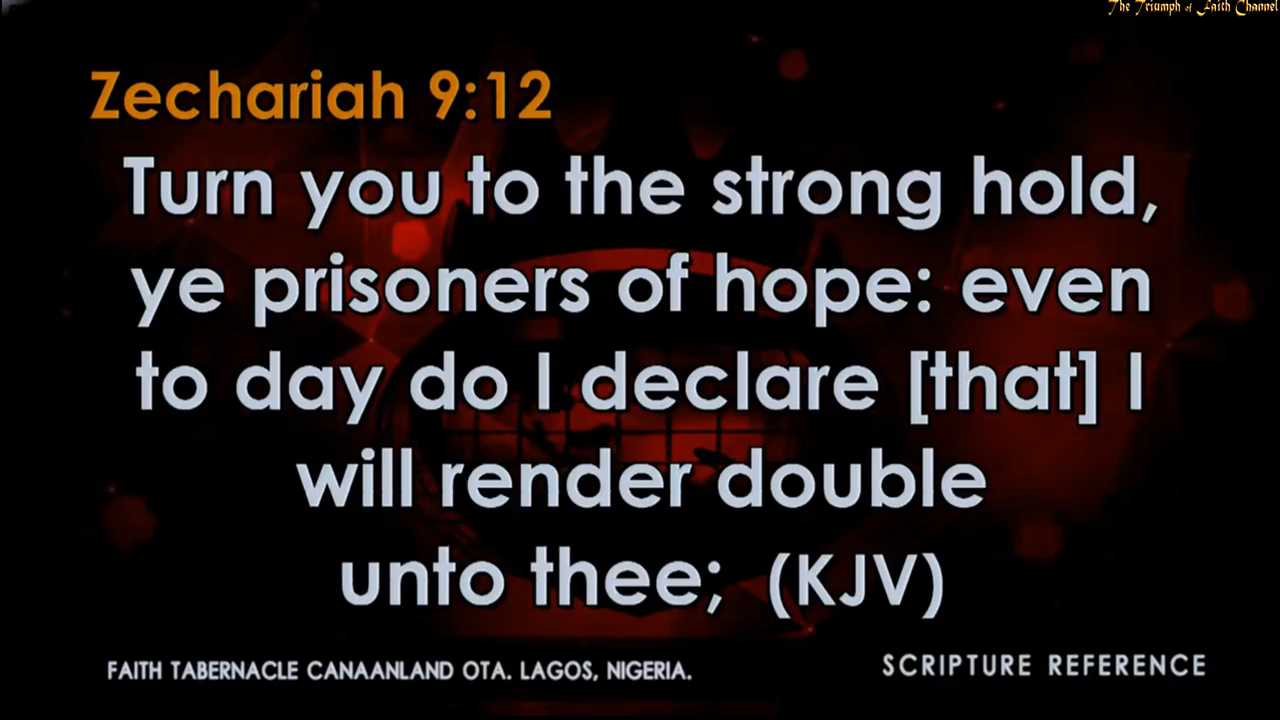 The Triumph of Faith Channel
Zechariah 9:12
Turn you to the strong hold,
ye prisoners of hope: even
to day do I declare [that] I
will render double
unto thee; (KJV)
FAITH TABERNACLE CANAANLAND OTA. LAGOS, NIGERIA.
SCRIPTURE REFERENCE